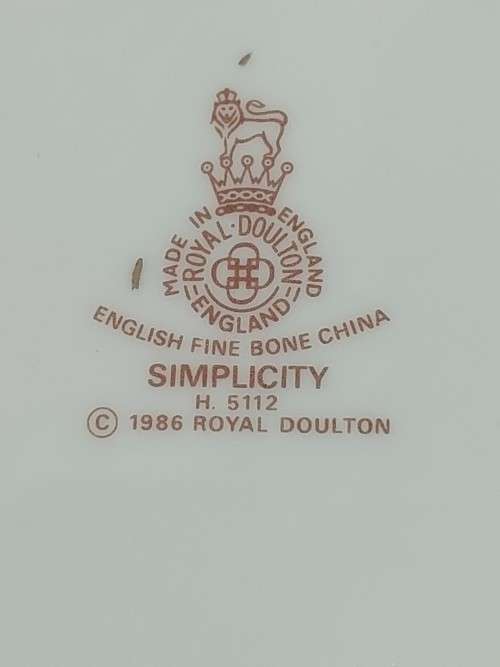 MADE IN ENGLAND
ROYAL · DOULTON
ENGLAND
ENGLISH FINE BONE CHINA
SIMPLICITY
H. 5112
© 1986 ROYAL DOULTON